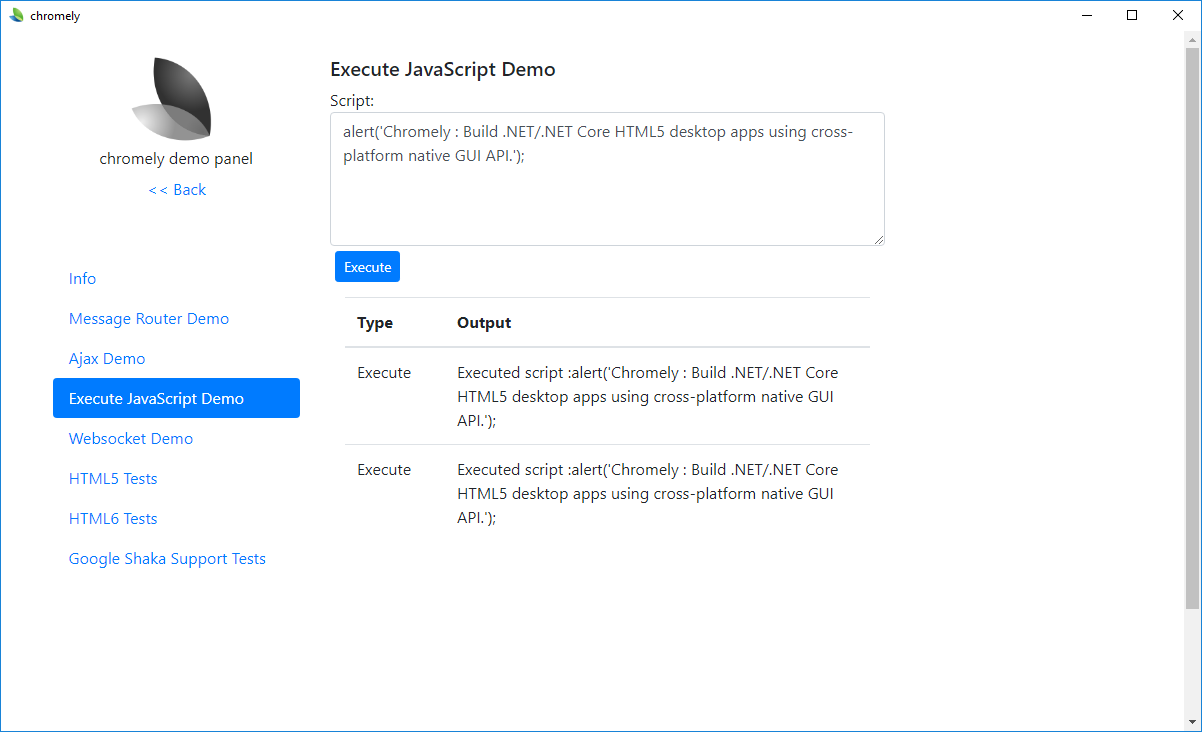 chromely
chromely demo panel
<< Back
Info
Message Router Demo
Ajax Demo
Execute JavaScript Demo
Websocket Demo
HTML5 Tests
HTML6 Tests
Google Shaka Support Tests
Execute JavaScript Demo
Script:
alert('Chromely : Build .NET/.NET Core HTML5 desktop apps using cross-
platform native GUI API.');
Execute
Type Output
Execute Executed script :alert('Chromely : Build .NET/.NET Core
HTML5 desktop apps using cross-platform native GUI
API.');
Execute Executed script :alert('Chromely : Build .NET/.NET Core
HTML5 desktop apps using cross-platform native GUI
API.');